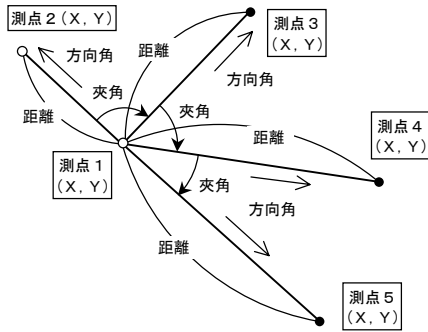 測点2(X, Y)
測点3
(X, Y)
距離
方向角
方向角
夾角
夾角
距離
距離
測点4
(X, Y)
測点1
(X, Y)
夾角
方向角
距離
測点5
(X, Y)